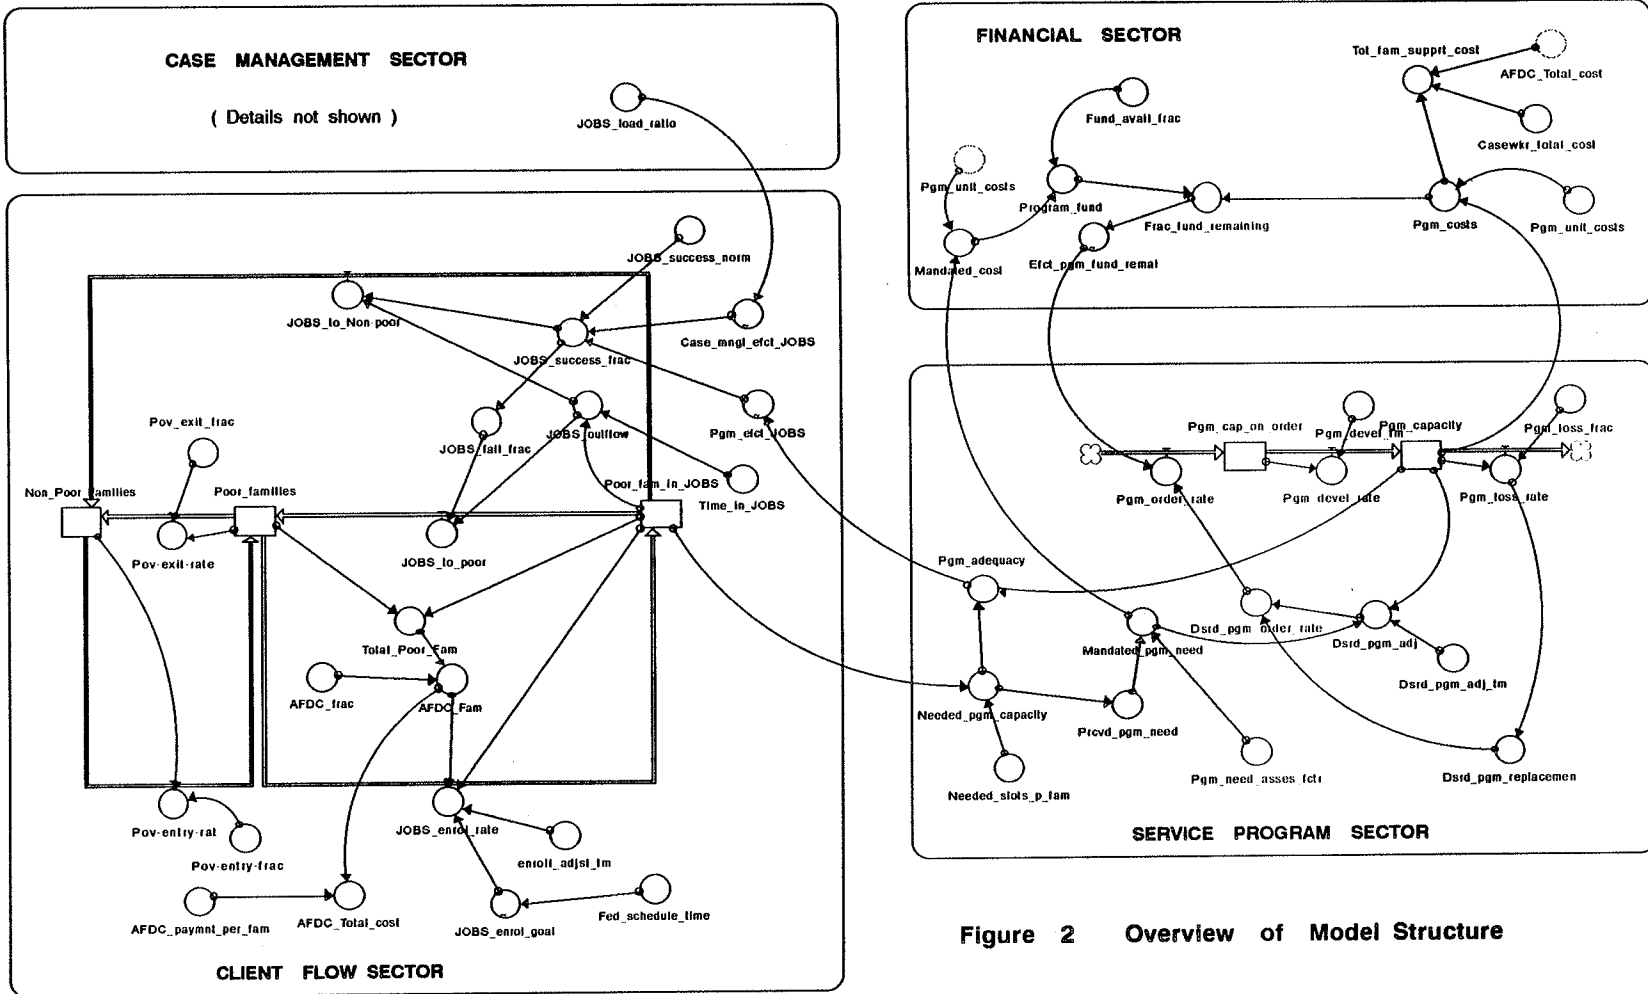 CASE MANAGEMENT SECTOR
( Details not shown )
JOBS_load_ratio
FINANCIAL SECTOR
Tot_fam_supprt_cost
AFDC_Total_cost
Fund_avail_frac
Casewkr_total_cost
Pgm_unit_costs
Program_fund
Frac_fund_remaining
Pgm_costs
Pgm_unit_costs
Mandated_cost
Efct_pgm_fund_remai
JOBS_success_norm
JOBS_to_Non-poor
JOBS_success_frac
Case_mngt_efct_JOBS
Pov_exit_frac
JOBS_fail_frac
JOBS_outflow
Pgm_efct_JOBS
Non_Poor_families
Poor_families
Poor_fam_in_JOBS
Time_in_JOBS
Pov-exit-rate
JOBS_to_poor
Total_Poor_Fam
AFDC_frac
AFDC_Fam
Pov-entry-rat
Pov-entry-frac
JOBS_enrol_rate
enroll_adjst_tm
AFDC_paymnt_per_fam
AFDC_Total_cost
JOBS_enrol_goal
Fed_schedule_time
CLIENT FLOW SECTOR
Pgm_cap_on_order
Pgm_devel_tm
Pgm_capacity
Pgm_loss_frac
Pgm_order_rate
Pgm_devel_rate
Pgm_loss_rate
Pgm_adequacy
Mandated_pgm_need
Dsrd_pgm_order_rate
Dsrd_pgm_adj
Dsrd_pgm_adj_tm
Needed_pgm_capacity
Prcvd_pgm_need
Needed_slots_p_fam
Pgm_need_asses_fctr
Dsrd_pgm_replacemen
SERVICE PROGRAM SECTOR
Figure 2 Overview of Model Structure